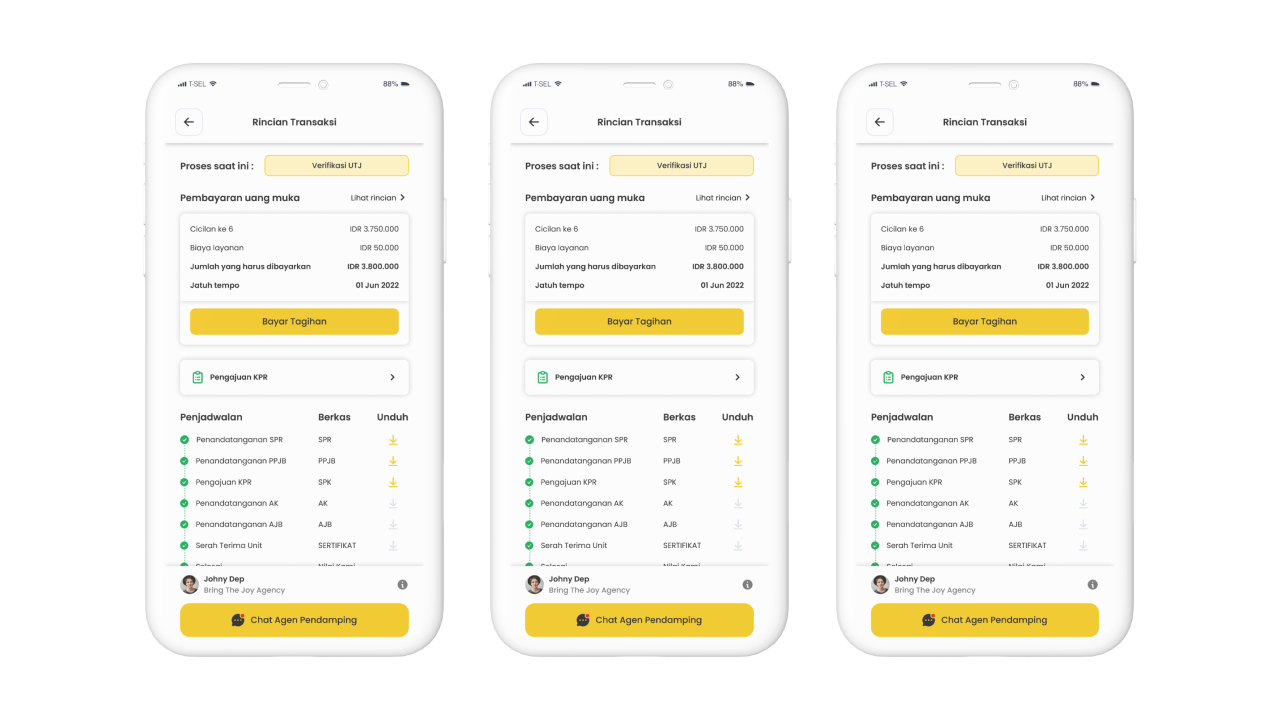 T-SEL 88%
Rincian Transaksi
Proses saat ini : Verifikasi UTJ
Pembayaran uang muka Lihat rincian
Cicilan ke 6 IDR 3.750.000
Biaya layanan IDR 50.000
Jumlah yang harus dibayarkan IDR 3.800.000
Jatuh tempo 01 Jun 2022
Bayar Tagihan
Pengajuan KPR
Penjadwalan Berkas Unduh
Penandatanganan SPR SPR
Penandatanganan PPJB PPJB
Pengajuan KPR SPK
Penandatanganan AK AK
Penandatanganan AJB AJB
Serah Terima Unit SERTIFIKAT
Johny Dep
Bring The Joy Agency
Chat Agen Pendamping
T-SEL 88%
Rincian Transaksi
Proses saat ini : Verifikasi UTJ
Pembayaran uang muka Lihat rincian
Cicilan ke 6 IDR 3.750.000
Biaya layanan IDR 50.000
Jumlah yang harus dibayarkan IDR 3.800.000
Jatuh tempo 01 Jun 2022
Bayar Tagihan
Pengajuan KPR
Penjadwalan Berkas Unduh
Penandatanganan SPR SPR
Penandatanganan PPJB PPJB
Pengajuan KPR SPK
Penandatanganan AK AK
Penandatanganan AJB AJB
Serah Terima Unit SERTIFIKAT
Johny Dep
Bring The Joy Agency
Chat Agen Pendamping
T-SEL 88%
Rincian Transaksi
Proses saat ini : Verifikasi UTJ
Pembayaran uang muka Lihat rincian
Cicilan ke 6 IDR 3.750.000
Biaya layanan IDR 50.000
Jumlah yang harus dibayarkan IDR 3.800.000
Jatuh tempo 01 Jun 2022
Bayar Tagihan
Pengajuan KPR
Penjadwalan Berkas Unduh
Penandatanganan SPR SPR
Penandatanganan PPJB PPJB
Pengajuan KPR SPK
Penandatanganan AK AK
Penandatanganan AJB AJB
Serah Terima Unit SERTIFIKAT
Johny Dep
Bring The Joy Agency
Chat Agen Pendamping